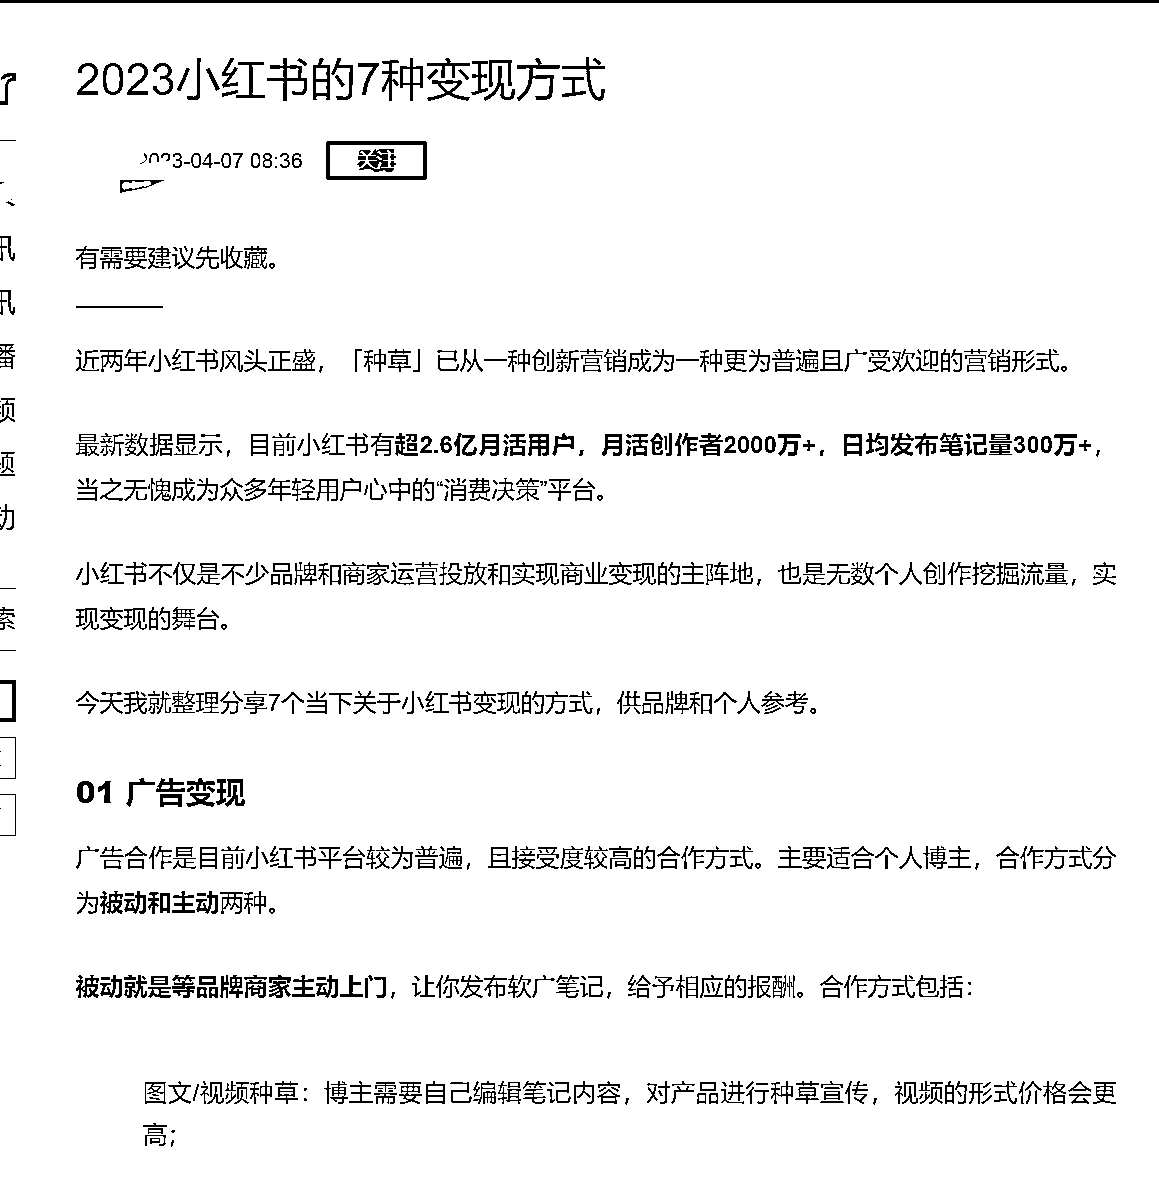 2023小红书的7种变现方式
2023-04-07 08:36 关注
有需要建议先收藏。
近两年小红书风头正盛，「种草」已从一种创新营销成为一种更为普遍且广受欢迎的营销形式。
最新数据显示，目前小红书有超2.6亿月活用户，月活创作者2000万+，日均发布笔记量300万+，
当之无愧成为众多年轻用户心中的“消费决策”平台。
小红书不仅是不少品牌和商家运营投放和实现商业变现的主阵地，也是无数个人创作挖掘流量，实
现变现的舞台。
今天我就整理分享7个当下关于小红书变现的方式，供品牌和个人参考。
01 广告变现
广告合作是目前小红书平台较为普遍，且接受度较高的合作方式。主要适合个人博主，合作方式分
为被动和主动两种。
被动就是等品牌商家主动上门，让你发布软广笔记，给予相应的报酬。合作方式包括：
图文/视频种草：博主需要自己编辑笔记内容，对产品进行种草宣传，视频的形式价格会更
高；